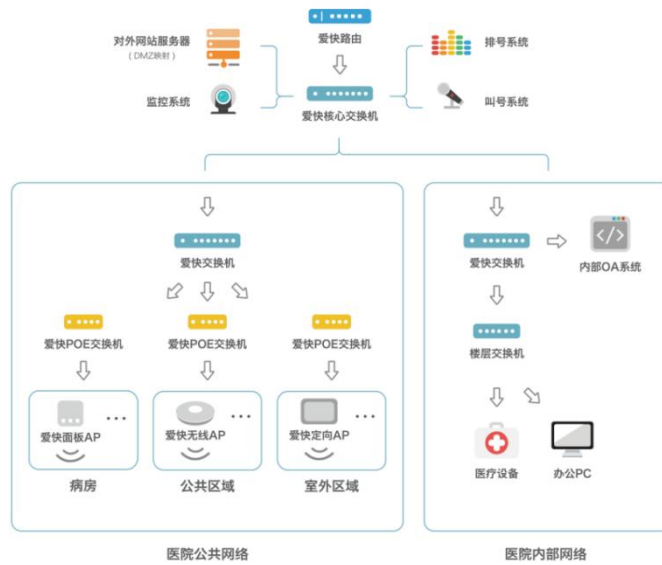 爱快路由
对外网站服务器
(DMZ映射)
排号系统
监控系统
叫号系统
爱快核心交换机
爱快交换机
爱快POE交换机
爱快POE交换机
爱快POE交换机
爱快面板AP
爱快无线AP
爱快定向AP
病房
公共区域
室外区域
医院公共网络
爱快交换机
内部OA系统
楼层交换机
医疗设备
办公PC
医院内部网络